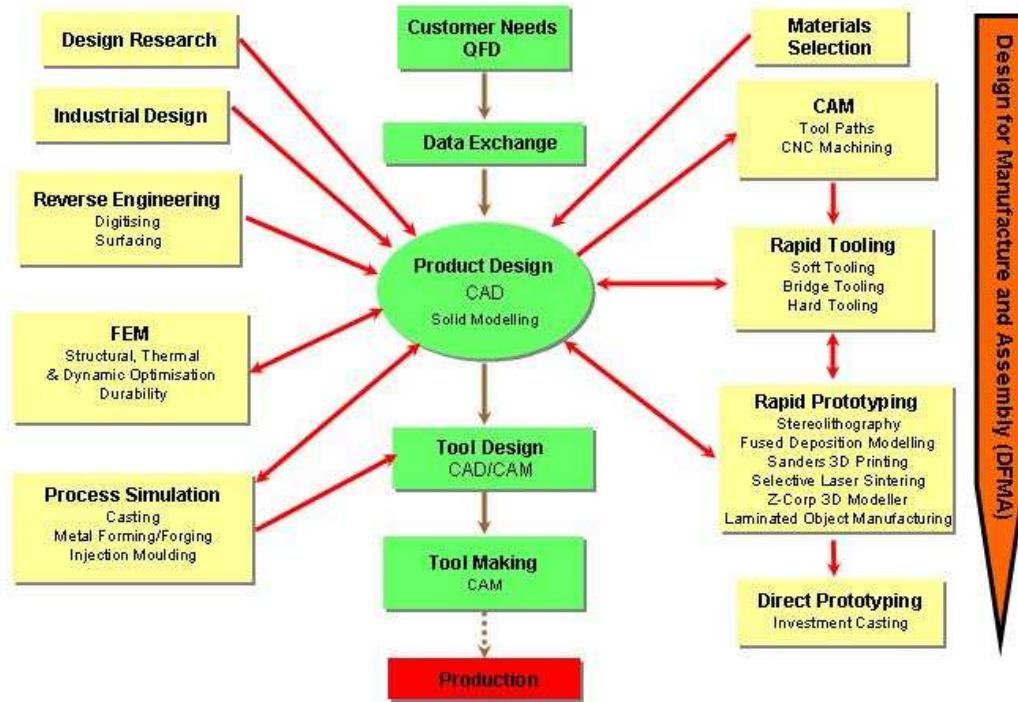 Design Research
Industrial Design
Reverse Engineering
Digitising
Surfacing
FEM
Structural, Thermal
& Dynamic Optimisation
Durability
Process Simulation
Casting
Metal Forming/Forging
Injection Moulding
Customer Needs
QFD
Data Exchange
Product Design
CAD
Solid Modelling
Tool Design
CAD/CAM
Tool Making
CAM
Production
Materials
Selection
CAM
Tool Paths
CNC Machining
Rapid Tooling
Soft Tooling
Bridge Tooling
Hard Tooling
Rapid Prototyping
Stereolithography
Fused Deposition Modelling
Sanders 3D Printing
Selective Laser Sintering
Z-Corp 3D Modeller
Laminated Object Manufacturing
Direct Prototyping
Investment Casting
Design for Manufacture and Assembly (DFMA)